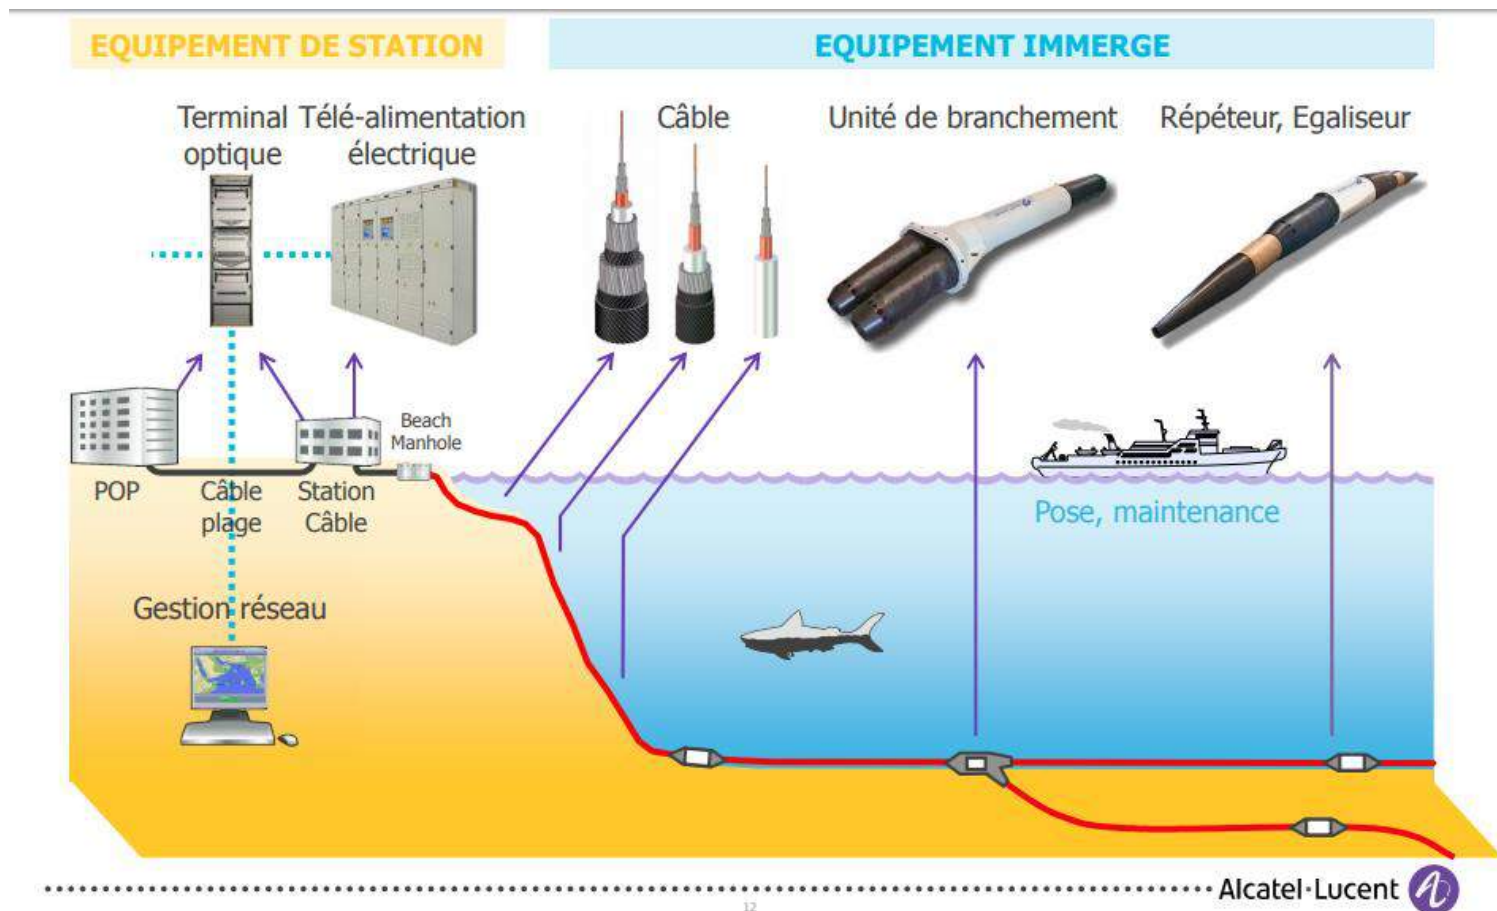 EQUIPEMENT DE STATION
EQUIPEMENT IMMERGE
Terminal
optique
Télé-alimentation
électrique
Câble
Unité de branchement
Répéteur, Egaliseur
Beach
Manhole
POP
Câble
plage
Station
Câble
Pose, maintenance
Gestion réseau
Alcatel·Lucent
12